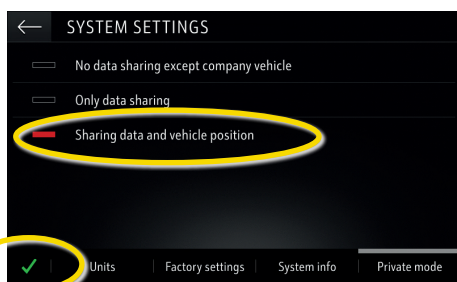 SYSTEM SETTINGS
No data sharing except company vehicle
Only data sharing
Sharing data and vehicle position
Units Factory settings System info Private mode